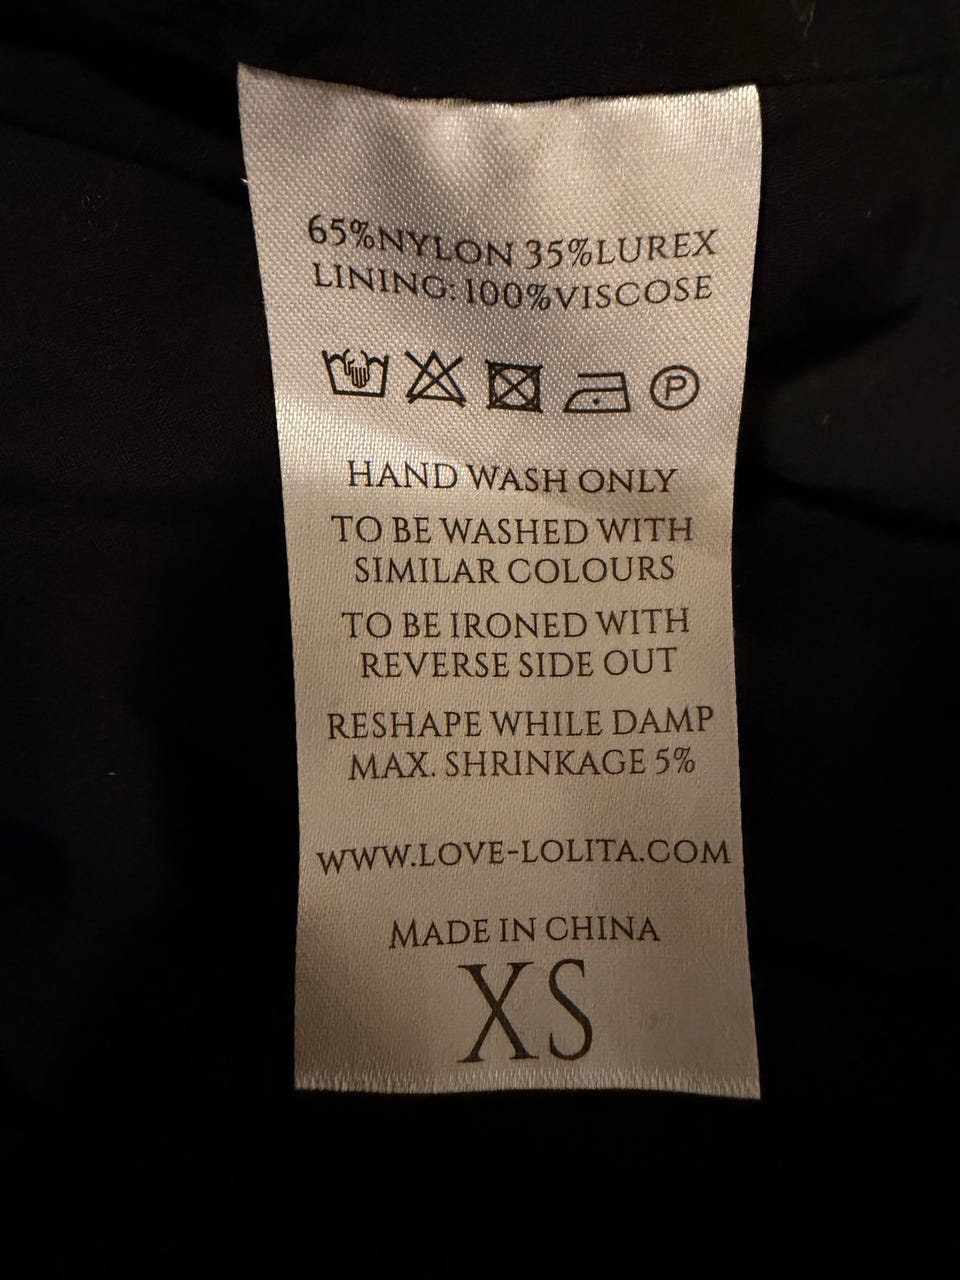 65%NYLON 35%LUREX
LINING: 100%VISCOSE
P
HAND WASH ONLY
TO BE WASHED WITH
SIMILAR COLOURS
TO BE IRONED WITH
REVERSE SIDE OUT
RESHAPE WHILE DAMP
MAX. SHRINKAGE 5%
WWW.LOVE-LOLITA.COM
MADE IN CHINA
XS